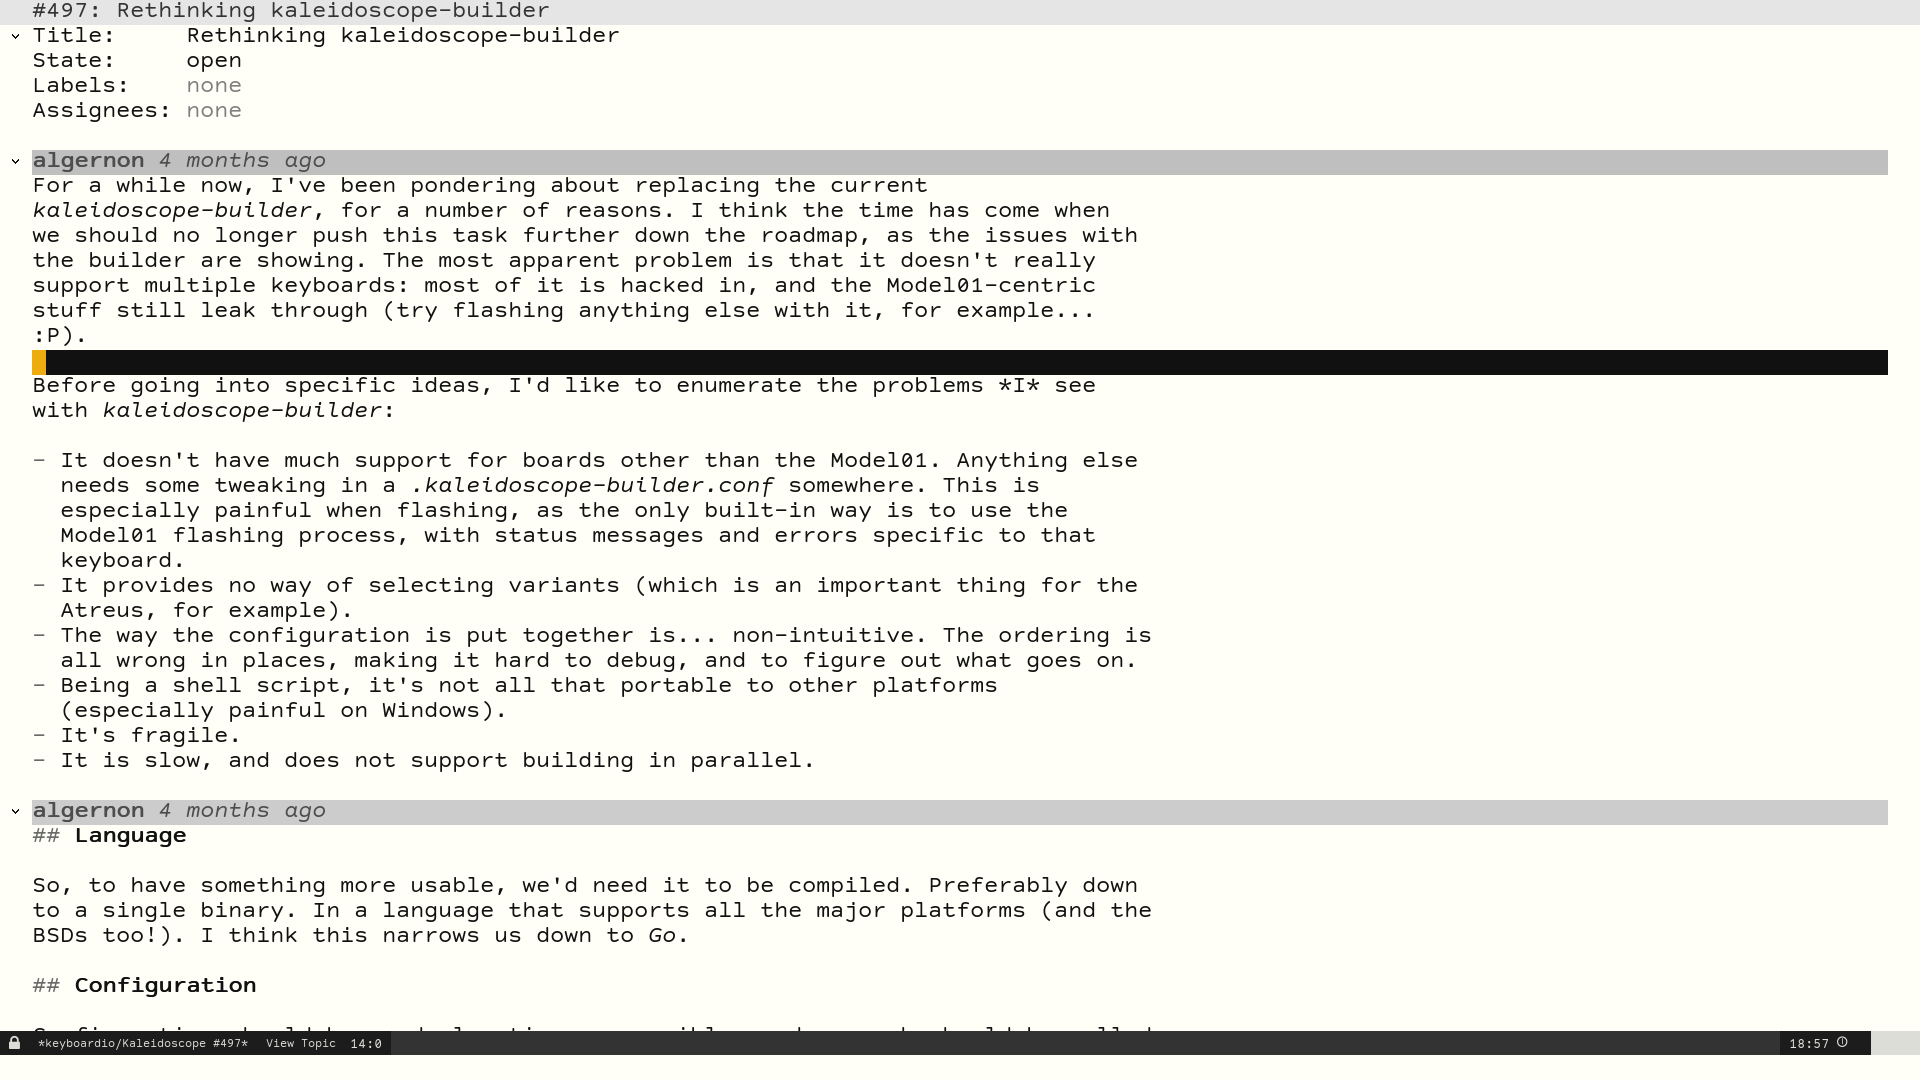 #497: Rethinking kaleidoscope-builder
Title:     Rethinking kaleidoscope-builder
State:     open
Labels:    none
Assignees: none
algernon 4 months ago
For a while now, I've been pondering about replacing the current
kaleidoscope-builder, for a number of reasons. I think the time has come when
we should no longer push this task further down the roadmap, as the issues with
the builder are showing. The most apparent problem is that it doesn't really
support multiple keyboards: most of it is hacked in, and the Model01-centric
stuff still leak through (try flashing anything else with it, for example...
:P).
Before going into specific ideas, I'd like to enumerate the problems *I* see
with kaleidoscope-builder:
- It doesn't have much support for boards other than the Model01. Anything else
needs some tweaking in a .kaleidoscope-builder.conf somewhere. This is
especially painful when flashing, as the only built-in way is to use the
Model01 flashing process, with status messages and errors specific to that
keyboard.
- It provides no way of selecting variants (which is an important thing for the
Atreus, for example).
- The way the configuration is put together is... non-intuitive. The ordering is
all wrong in places, making it hard to debug, and to figure out what goes on.
- Being a shell script, it's not all that portable to other platforms
(especially painful on Windows).
- It's fragile.
- It is slow, and does not support building in parallel.
algernon 4 months ago
## Language
So, to have something more usable, we'd need it to be compiled. Preferably down
to a single binary. In a language that supports all the major platforms (and the
BSDs too!). I think this narrows us down to Go.
## Configuration
*keyboardio/Kaleidoscope #497* View Topic 14:0
18:57